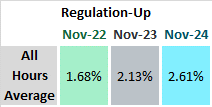 Regulation-Up
Nov-22 Nov-23 Nov-24
All
Hours
Average
1.68% 2.13% 2.61%